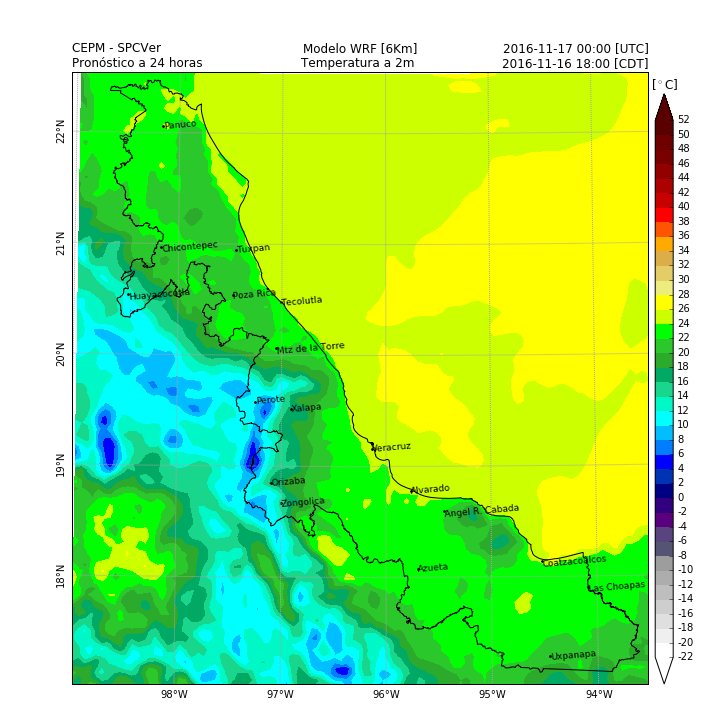 CEPM - SPCVer
Modelo WRF [6Km]
2016-11-17 00:00 [UTC]
Pronóstico a 24 horas
Temperatura a 2m
2016-11-16 18:00 [CDT]
[°C]
22°N
21°N
20°N
19°N
18°N
Panuco
Chicontepec
Tuxpan
Huayacocotla
Poza Rica
Tecolutla
Mtz de la Torre
Perote
Xalapa
Veracruz
Orizaba
Zongolica
Alvarado
Angel R. Cabada
Azueta
Coatzacoalcos
Las Choapas
Uxpanapa
98°W
97°W
96°W
95°W
94°W
52
50
48
46
44
42
40
38
36
34
32
30
28
26
24
22
20
18
16
14
12
10
8
6
4
2
0
-2
-4
-6
-8
-10
-12
-14
-16
-18
-20
-22